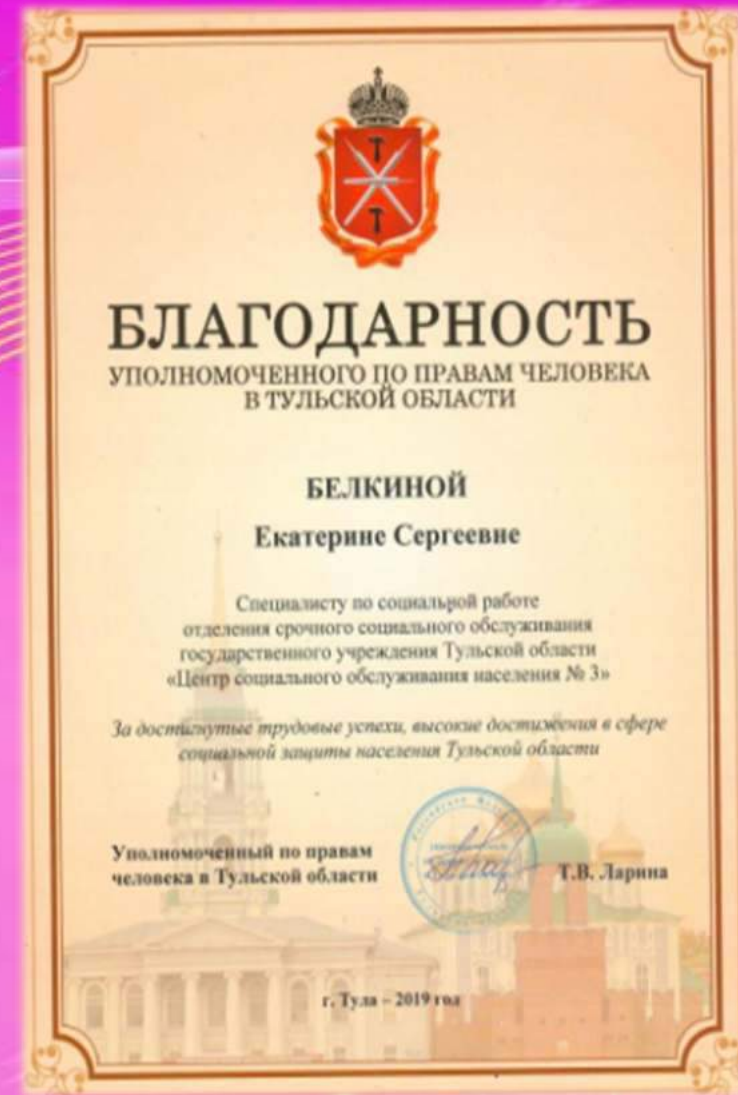 БЛАГОДАРНОСТЬ
УПОЛНОМОЧЕННОГО ПО ПРАВАМ ЧЕЛОВЕКА
В ТУЛЬСКОЙ ОБЛАСТИ
БЕЛКИНОЙ
Екатерине Сергеевне
Специалисту по социальной работе
отделения срочного социального обслуживания
государственного учреждения Тульской области
«Центр социального обслуживания населения № 3»
За достигнутые трудовые успехи, высокие достижения в сфере
социальной защиты населения Тульской области
Уполномоченный по правам
человека в Тульской области
Т.В. Ларина
г. Тула – 2019 год